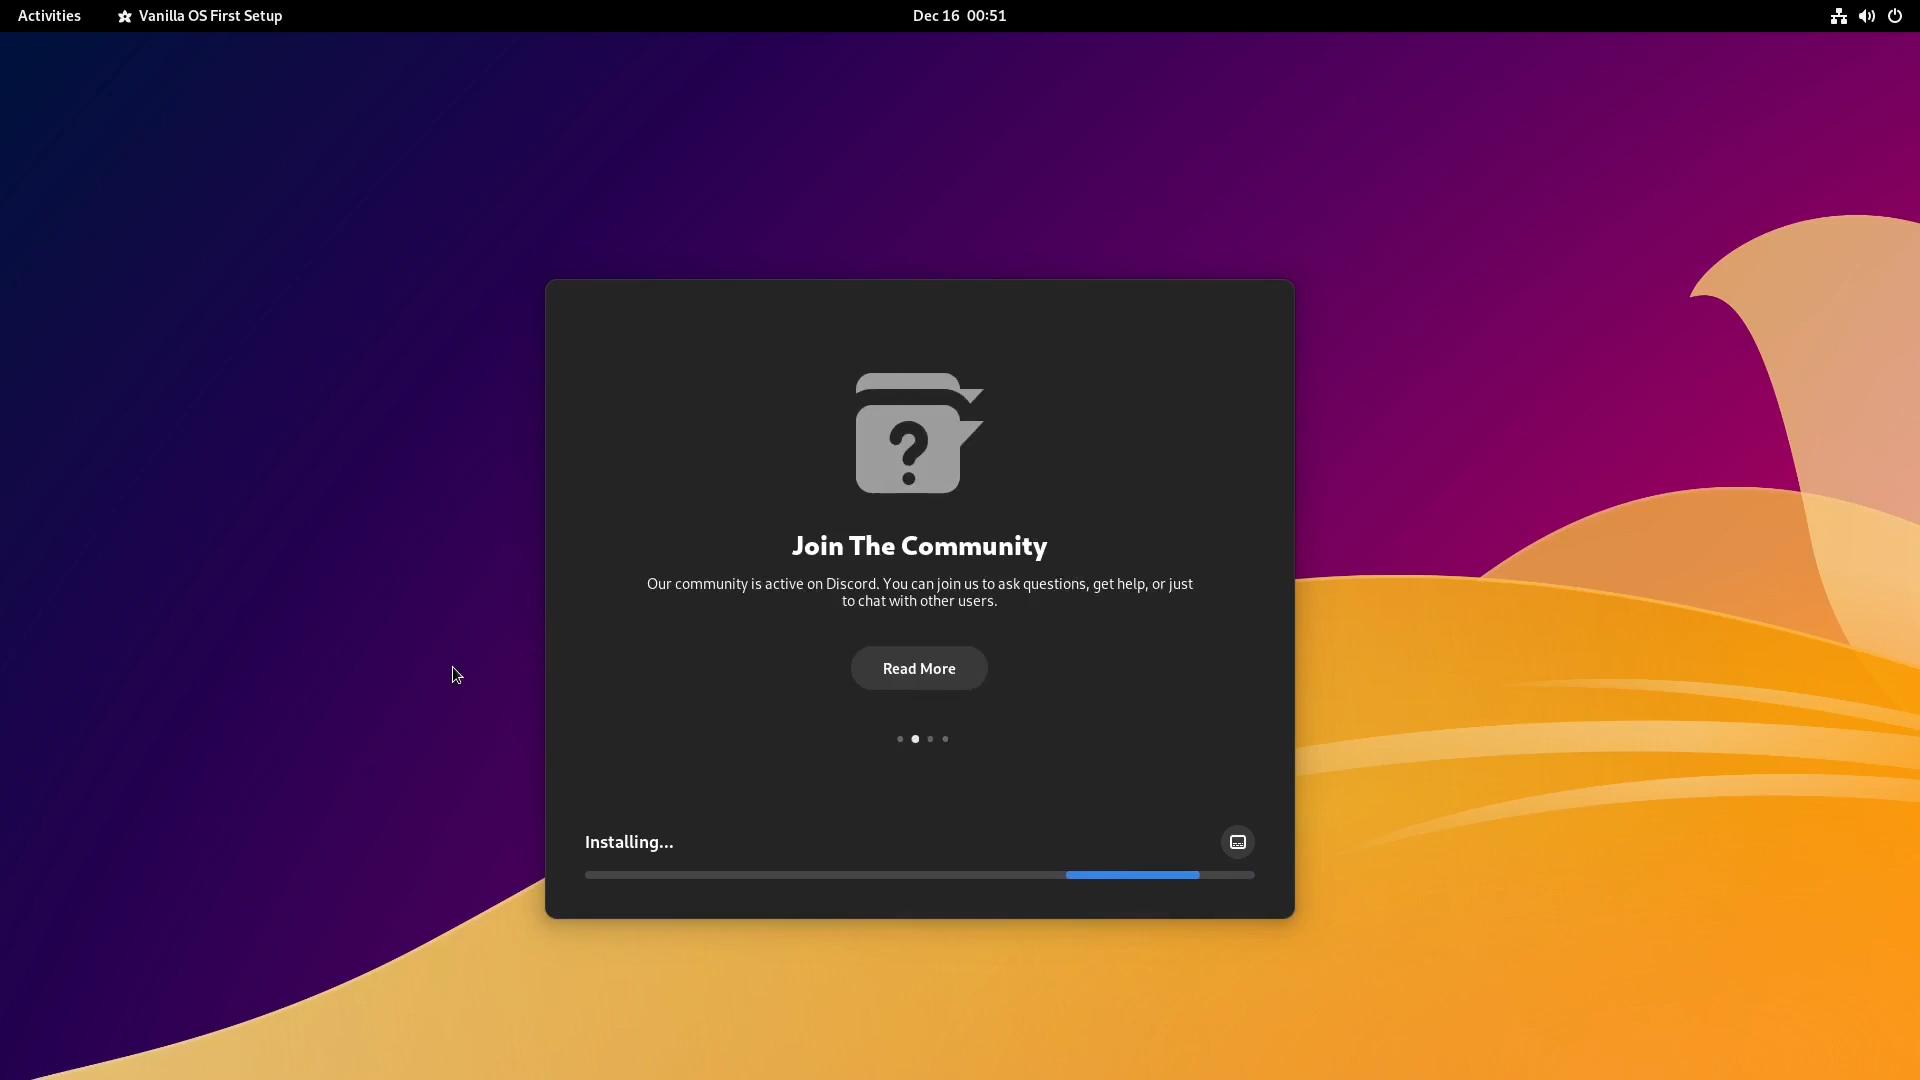 Activities
Vanilla OS First Setup
Dec 16 00:51
?
Join The Community
Our community is active on Discord. You can join us to ask questions, get help, or just
to chat with other users.
Read More
Installing...